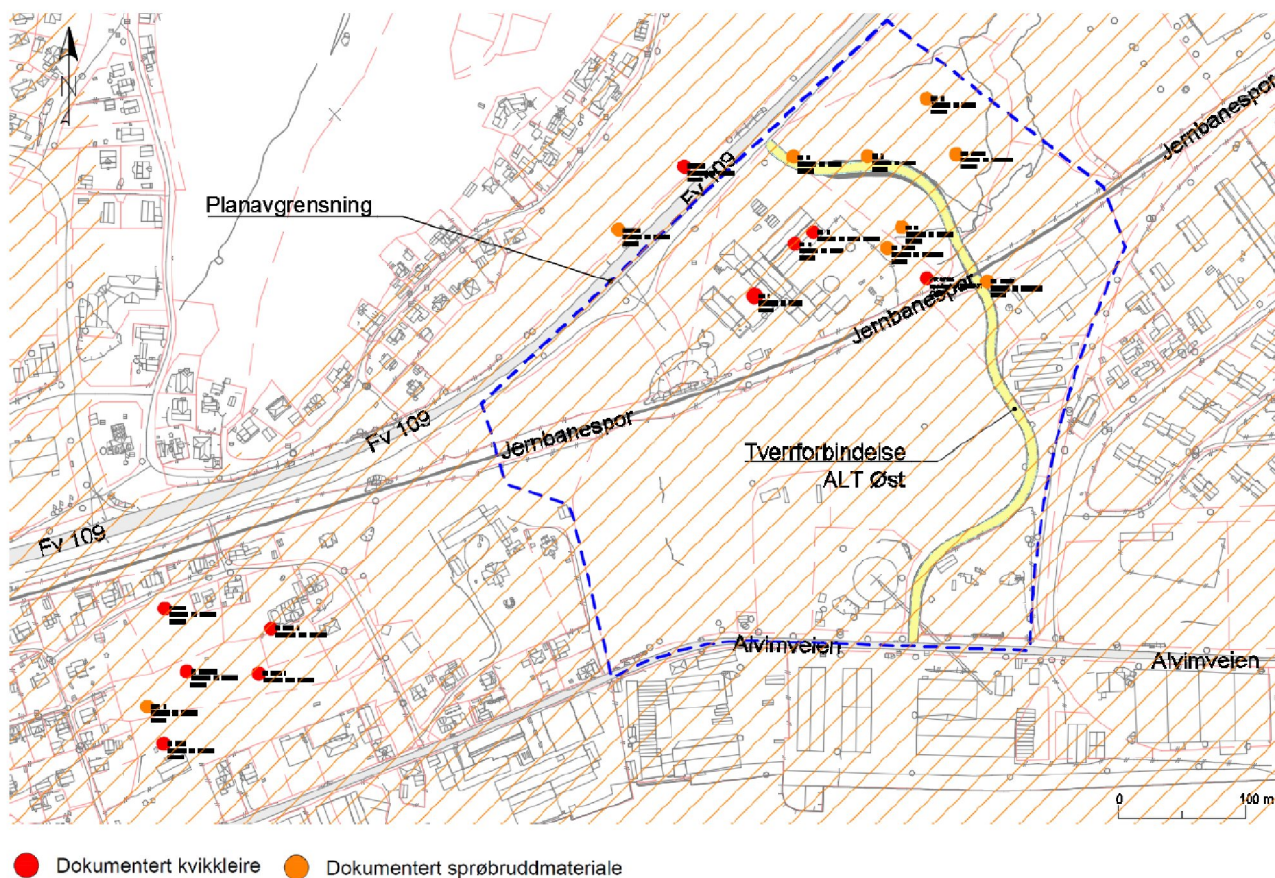 N
Jernbanespor
Fv 109
Planavgrensning
Jernbanespor
Fv 109
Jernbanespor
Tverrforbindelse
ALT Øst
Fv 109
Alvimveien
Alvimveien
0 100 m
Dokumentert kvikkleire
Dokumentert sprøbruddmateriale